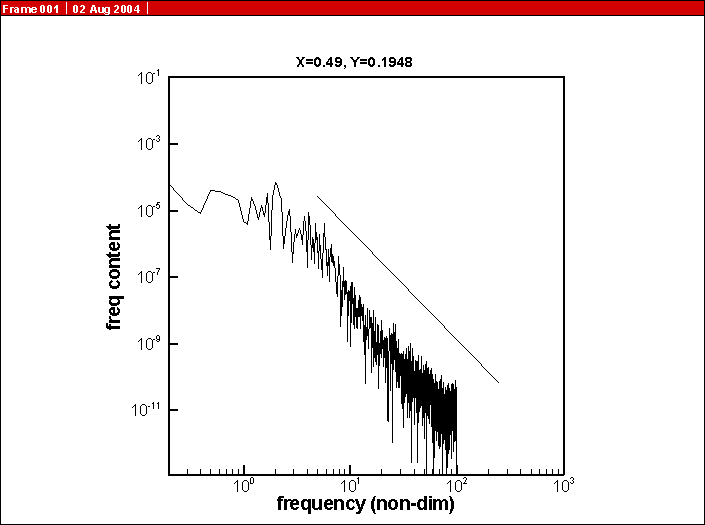 Frame 001 | 02 Aug 2004 |
X=0.49, Y=0.1948
10-1
10-3
10-5
10-7
10-9
10-11
freq content
100 101 102 103
frequency (non-dim)